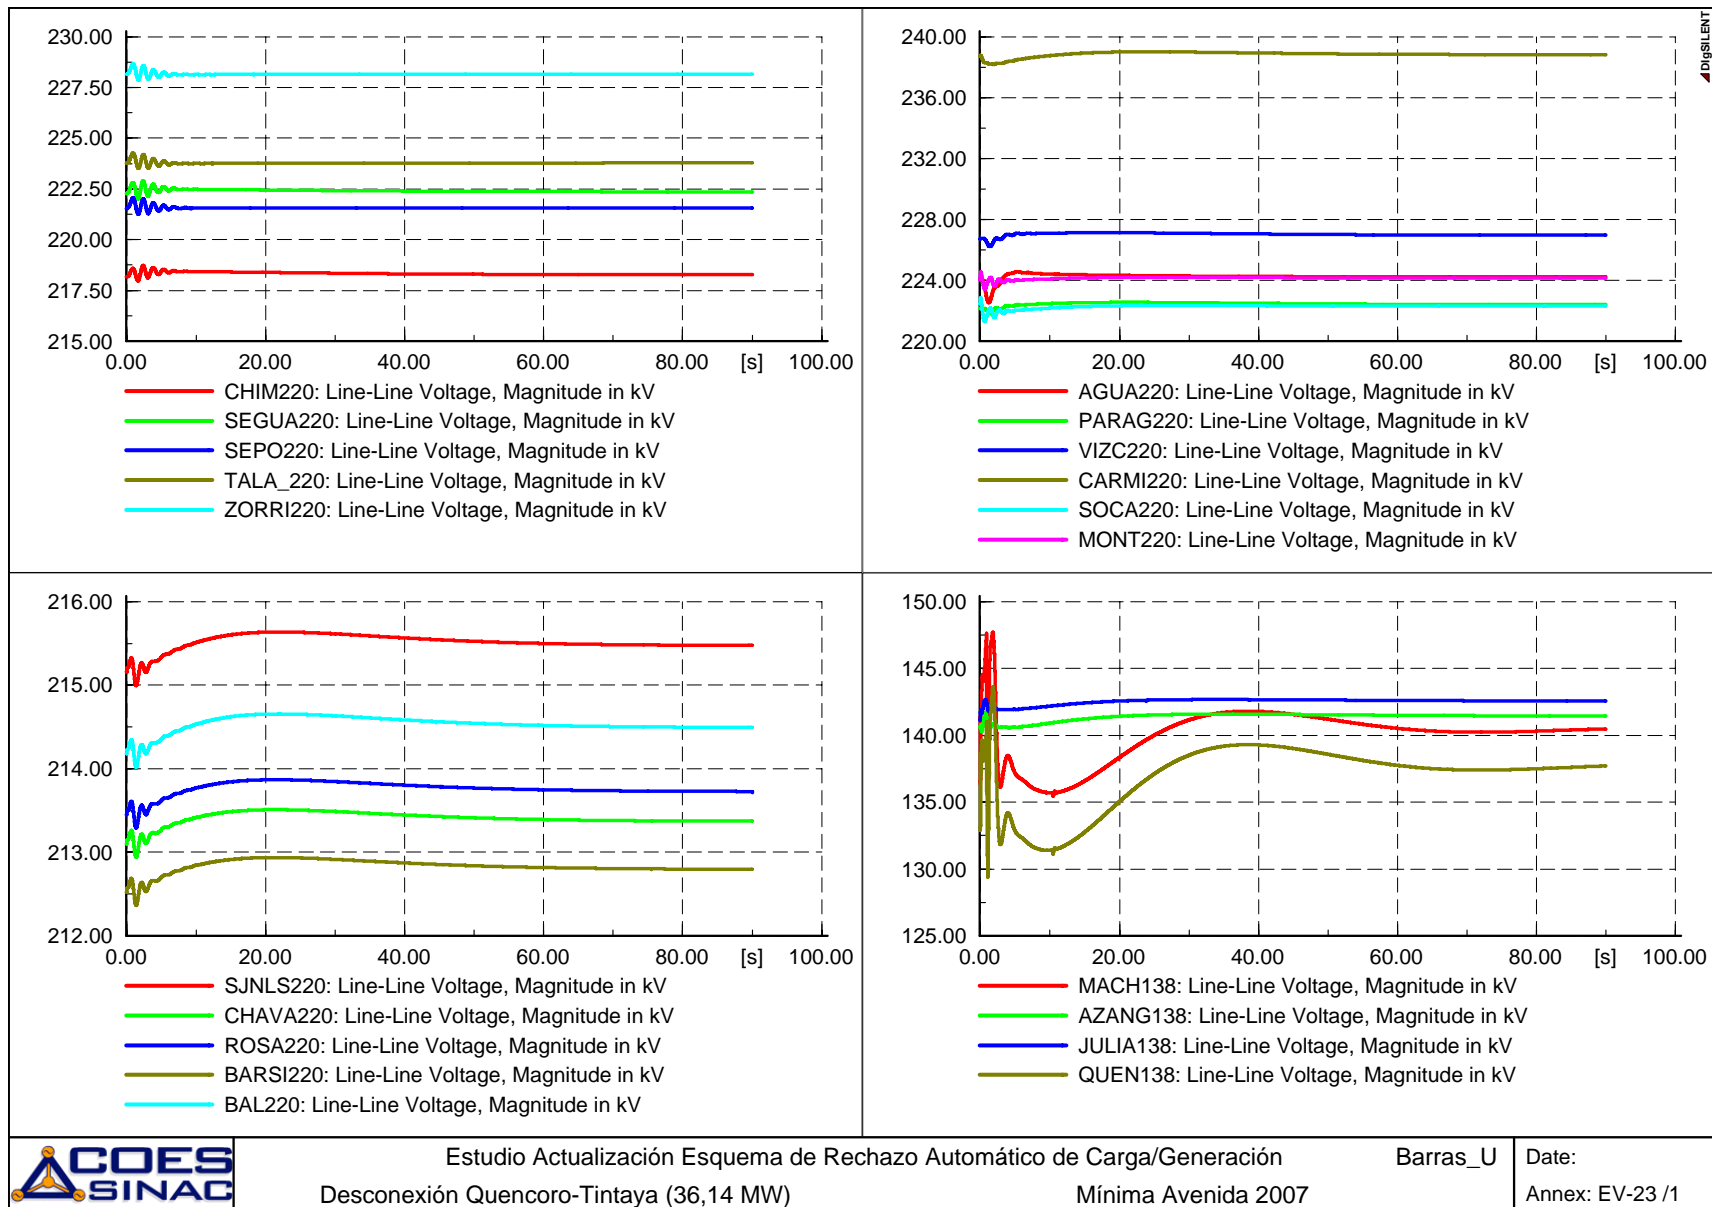 230.00
227.50
225.00
222.50
220.00
217.50
215.00
0.00 20.00 40.00 60.00 80.00 [s] 100.00
CHIM220: Line-Line Voltage, Magnitude in kV
SEGUA220: Line-Line Voltage, Magnitude in kV
SEPO220: Line-Line Voltage, Magnitude in kV
TALA_220: Line-Line Voltage, Magnitude in kV
ZORRI220: Line-Line Voltage, Magnitude in kV
240.00
236.00
232.00
228.00
224.00
220.00
0.00 20.00 40.00 60.00 80.00 [s] 100.00
AGUA220: Line-Line Voltage, Magnitude in kV
PARAG220: Line-Line Voltage, Magnitude in kV
VIZC220: Line-Line Voltage, Magnitude in kV
CARMI220: Line-Line Voltage, Magnitude in kV
SOCA220: Line-Line Voltage, Magnitude in kV
MONT220: Line-Line Voltage, Magnitude in kV
DIgSILENT
216.00
215.00
214.00
213.00
212.00
0.00 20.00 40.00 60.00 80.00 [s] 100.00
SJNLS220: Line-Line Voltage, Magnitude in kV
CHAVA220: Line-Line Voltage, Magnitude in kV
ROSA220: Line-Line Voltage, Magnitude in kV
BARSI220: Line-Line Voltage, Magnitude in kV
BAL220: Line-Line Voltage, Magnitude in kV
150.00
145.00
140.00
135.00
130.00
125.00
0.00 20.00 40.00 60.00 80.00 [s] 100.00
MACH138: Line-Line Voltage, Magnitude in kV
AZANG138: Line-Line Voltage, Magnitude in kV
JULIA138: Line-Line Voltage, Magnitude in kV
QUEN138: Line-Line Voltage, Magnitude in kV
COES
SINAC
Estudio Actualización Esquema de Rechazo Automático de Carga/Generación Barras_U
Desconexión Quencoro-Tintaya (36,14 MW) Mínima Avenida 2007
Date:
Annex: EV-23 /1